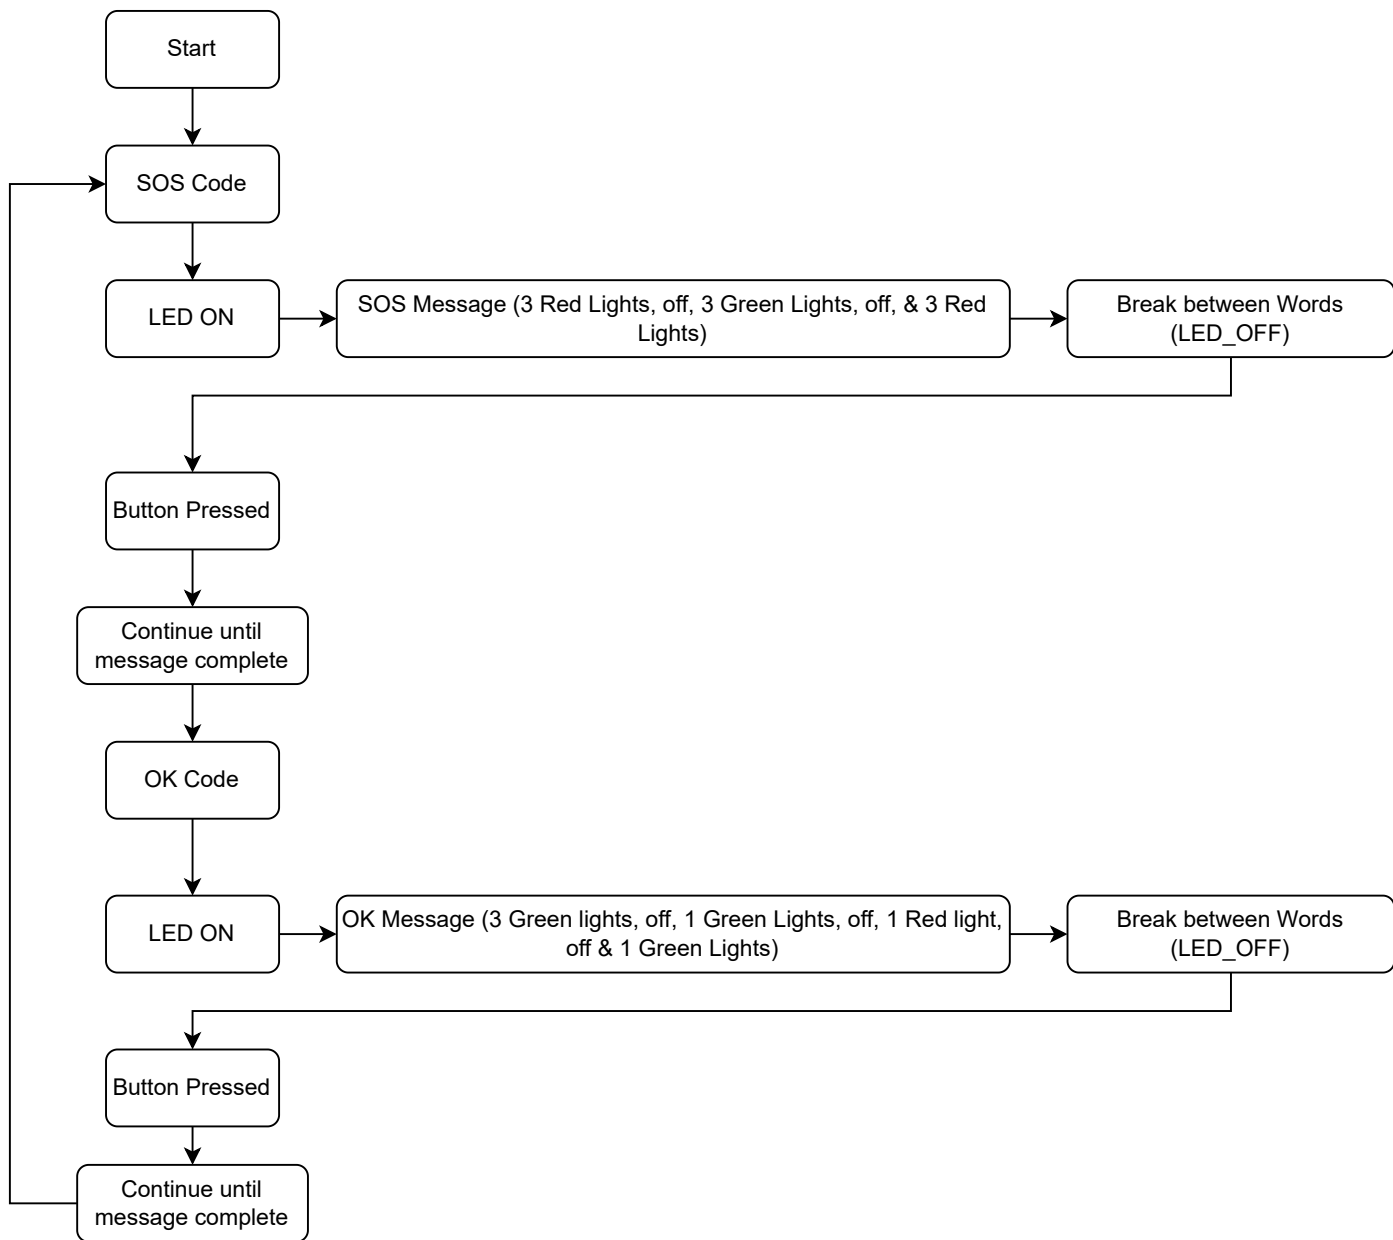 Start
SOS Code
LED ON
SOS Message (3 Red Lights, off, 3 Green Lights, off, & 3 Red
Lights)
Break between Words
(LED_OFF)
Button Pressed
Continue until
message complete
OK Code
LED ON
OK Message (3 Green lights, off, 1 Green Lights, off, 1 Red light,
off & 1 Green Lights)
Break between Words
(LED_OFF)
Button Pressed
Continue until
message complete